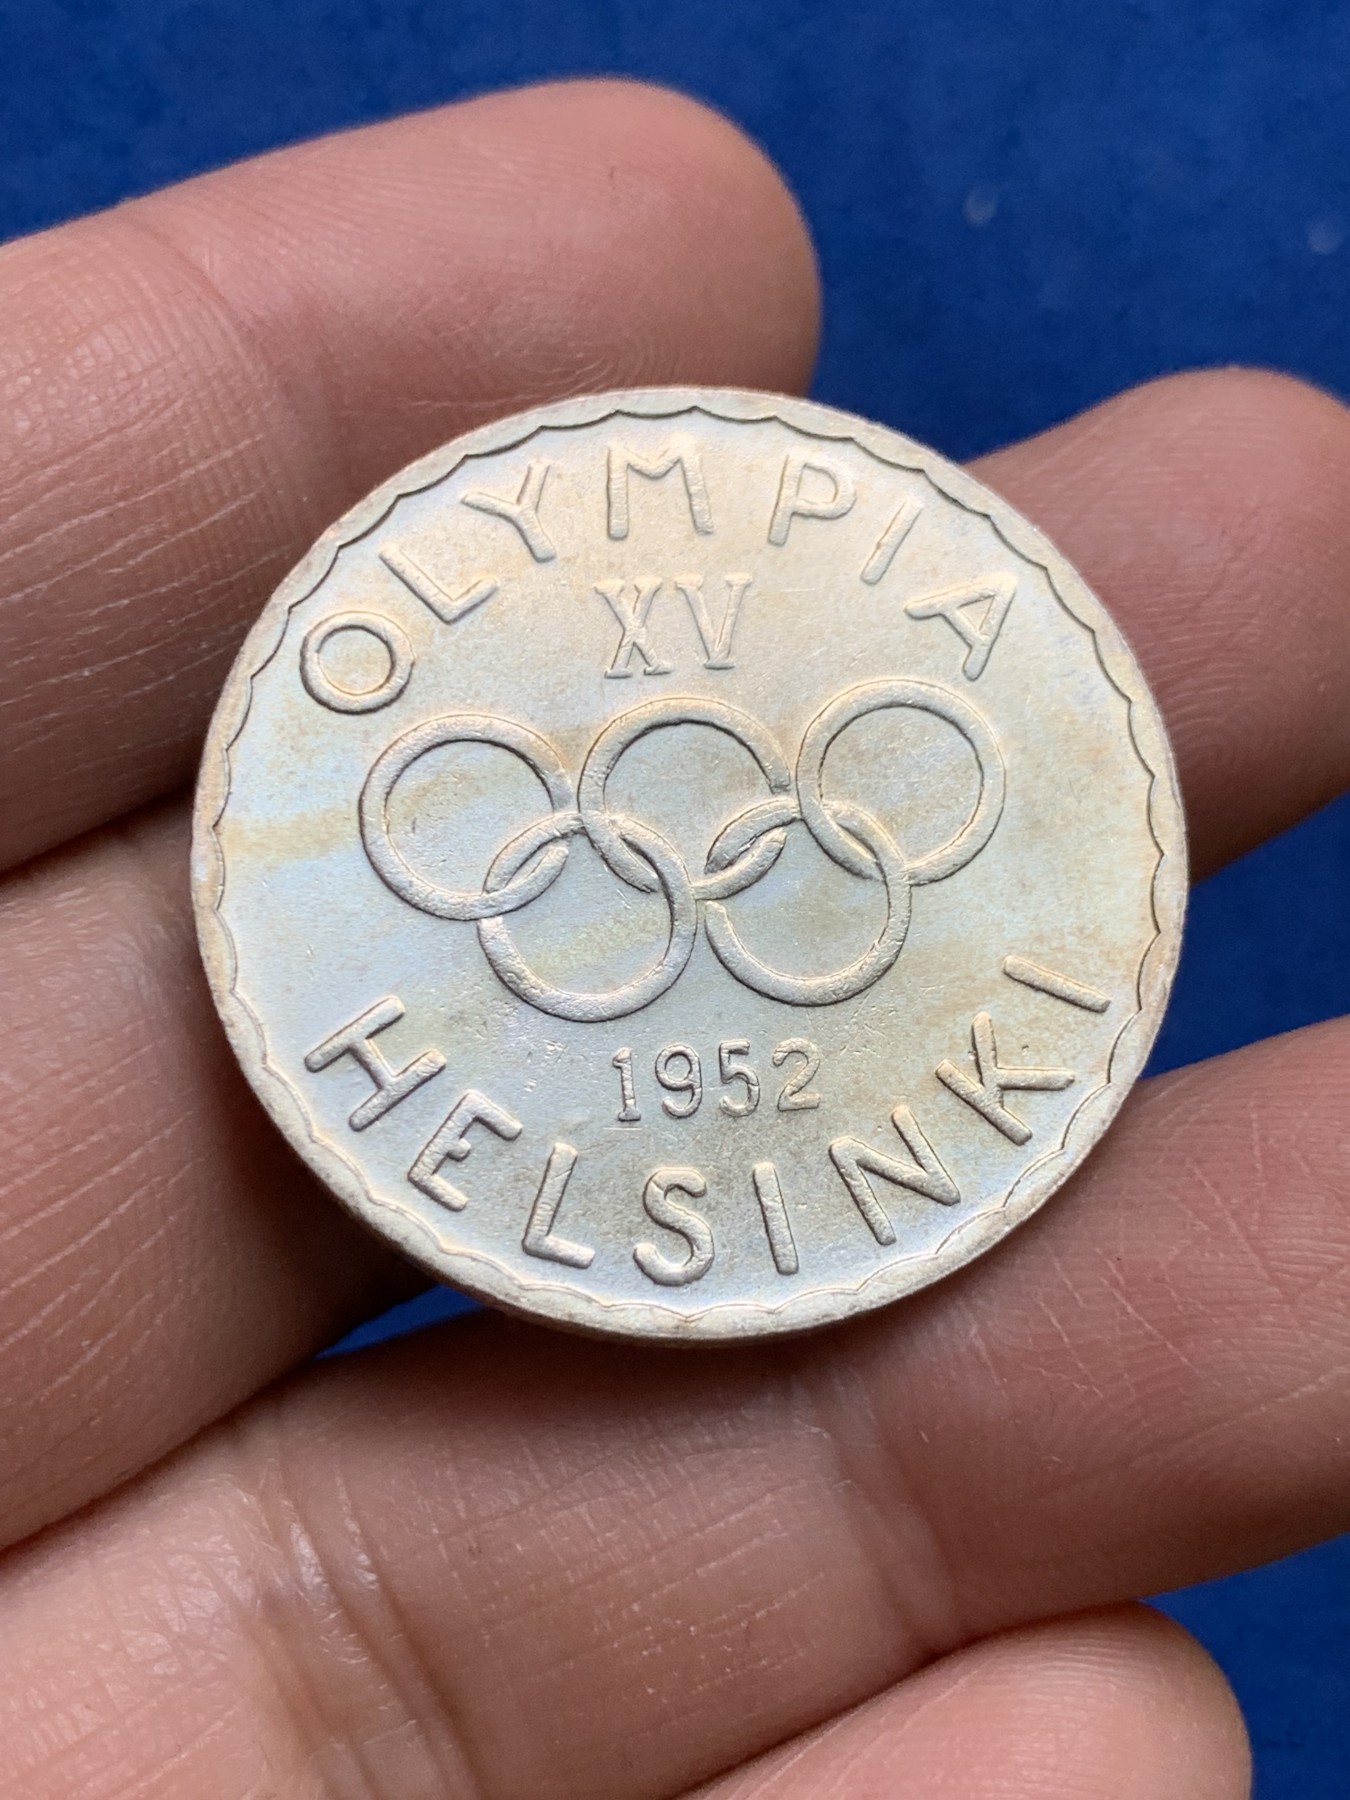 OLYMPIA
XV
1952
HELSINKI